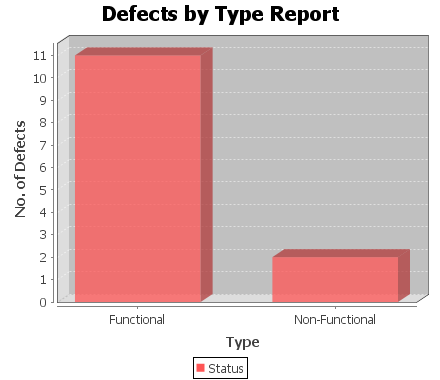 Defects by Type Report
No. of Defects
11
10
9
8
7
6
5
4
3
2
1
0
Functional
Non-Functional
Type
Status